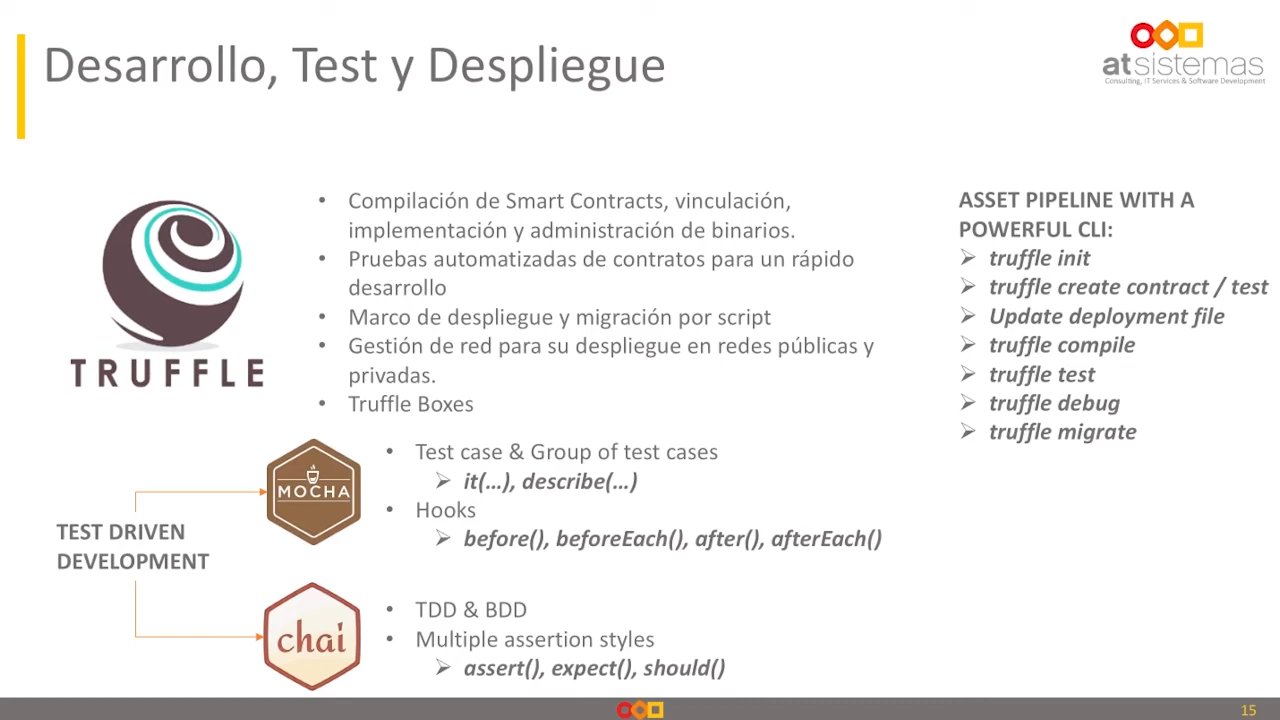 Desarrollo, Test y Despliegue
atsistemas
Consulting, IT Services & Software Development
TRUFFLE
• Compilación de Smart Contracts, vinculación,
implementación y administración de binarios.
• Pruebas automatizadas de contratos para un rápido
desarrollo
• Marco de despliegue y migración por script
• Gestión de red para su despliegue en redes públicas y
privadas.
• Truffle Boxes
ASSET PIPELINE WITH A
POWERFUL CLI:
➢ truffle init
➢ truffle create contract / test
➢ Update deployment file
➢ truffle compile
➢ truffle test
➢ truffle debug
➢ truffle migrate
TEST DRIVEN
DEVELOPMENT
MOCHA
• Test case & Group of test cases
➢ it(...), describe(...)
• Hooks
➢ before(), beforeEach(), after(), afterEach()
chai
• TDD & BDD
• Multiple assertion styles
➢ assert(), expect(), should()
15